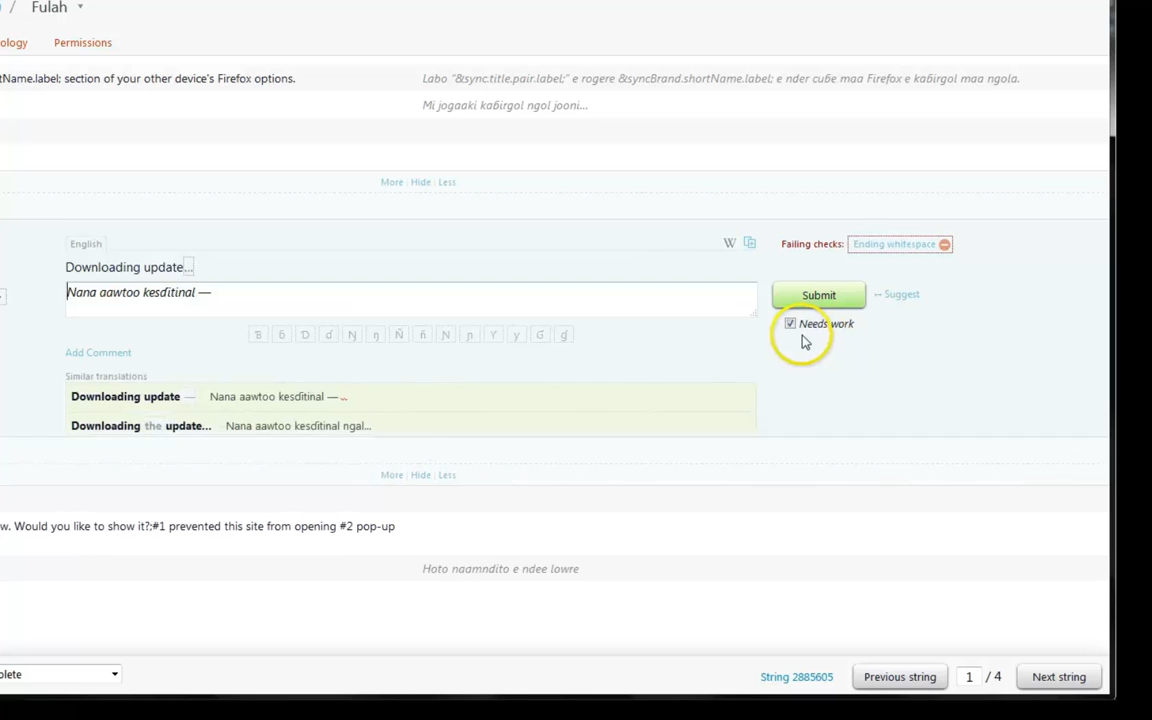 / Fulah
ology Permissions
tName.label; section of your other device's Firefox options. Labo "&sync.title.pair.label;" e rogere &syncBrand.shortName.label; e nder cuɓe maa Firefox e kaɓirgol maa ngola.
Mi jogaaki kaɓirgol ngol jooni...
More | Hide | Less
English W Failing checks: Ending whitespace
Downloading update...
Nana aawtoo kesɗitinal — Submit -- Suggest
Needs work
Ɓ ɓ Ɗ ɗ Ŋ ŋ Ñ ñ Ɲ ɲ Ƴ ƴ Ɠ ɠ
Add Comment
Similar translations
Downloading update — Nana aawtoo kesɗitinal —
Downloading the update... Nana aawtoo kesɗitinal ngal...
More | Hide | Less
w. Would you like to show it?;#1 prevented this site from opening #2 pop-up
Hoto naamndito e ndee lowre
plete String 2885605 Previous string 1 / 4 Next string